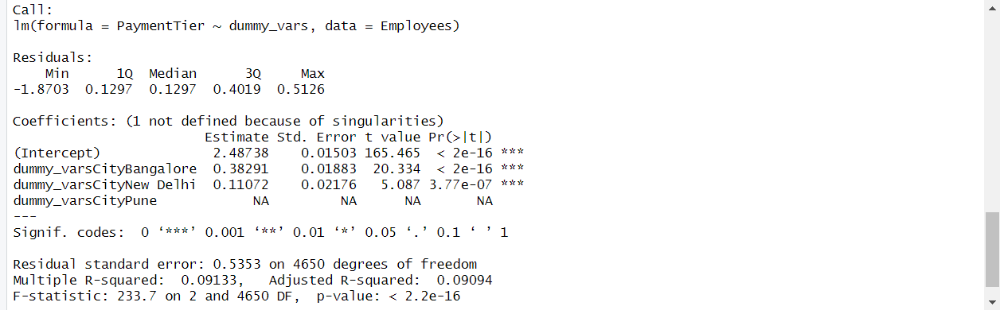 Call:
lm(formula = PaymentTier ~ dummy_vars, data = Employees)
Residuals:
    Min      1Q  Median      3Q     Max
-1.8703  0.1297  0.1297  0.4019  0.5126
Coefficients: (1 not defined because of singularities)
                        Estimate Std. Error t value Pr(>|t|)
(Intercept)              2.48738    0.01503 165.465  < 2e-16 ***
dummy_varsCityBangalore  0.38291    0.01883  20.334  < 2e-16 ***
dummy_varsCityNew Delhi  0.11072    0.02176   5.087 3.77e-07 ***
dummy_varsCityPune            NA         NA      NA       NA
---
Signif. codes:  0 ‘***’ 0.001 ‘**’ 0.01 ‘*’ 0.05 ‘.’ 0.1 ‘ ’ 1
Residual standard error: 0.5353 on 4650 degrees of freedom
Multiple R-squared:  0.09133,	Adjusted R-squared:  0.09094
F-statistic: 233.7 on 2 and 4650 DF,  p-value: < 2.2e-16